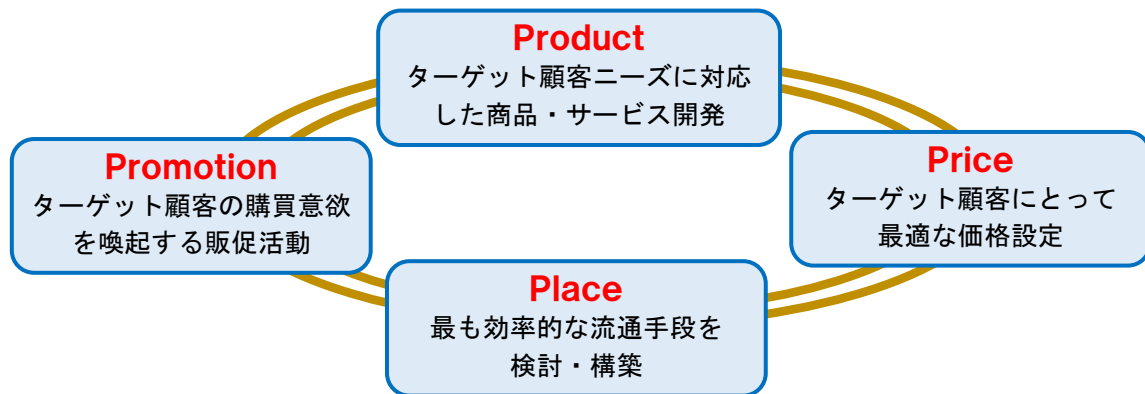 Product
ターゲット顧客ニーズに対応
した商品・サービス開発
Promotion
ターゲット顧客の購買意欲
を喚起する販促活動
Price
ターゲット顧客にとって
最適な価格設定
Place
最も効率的な流通手段を
検討・構築